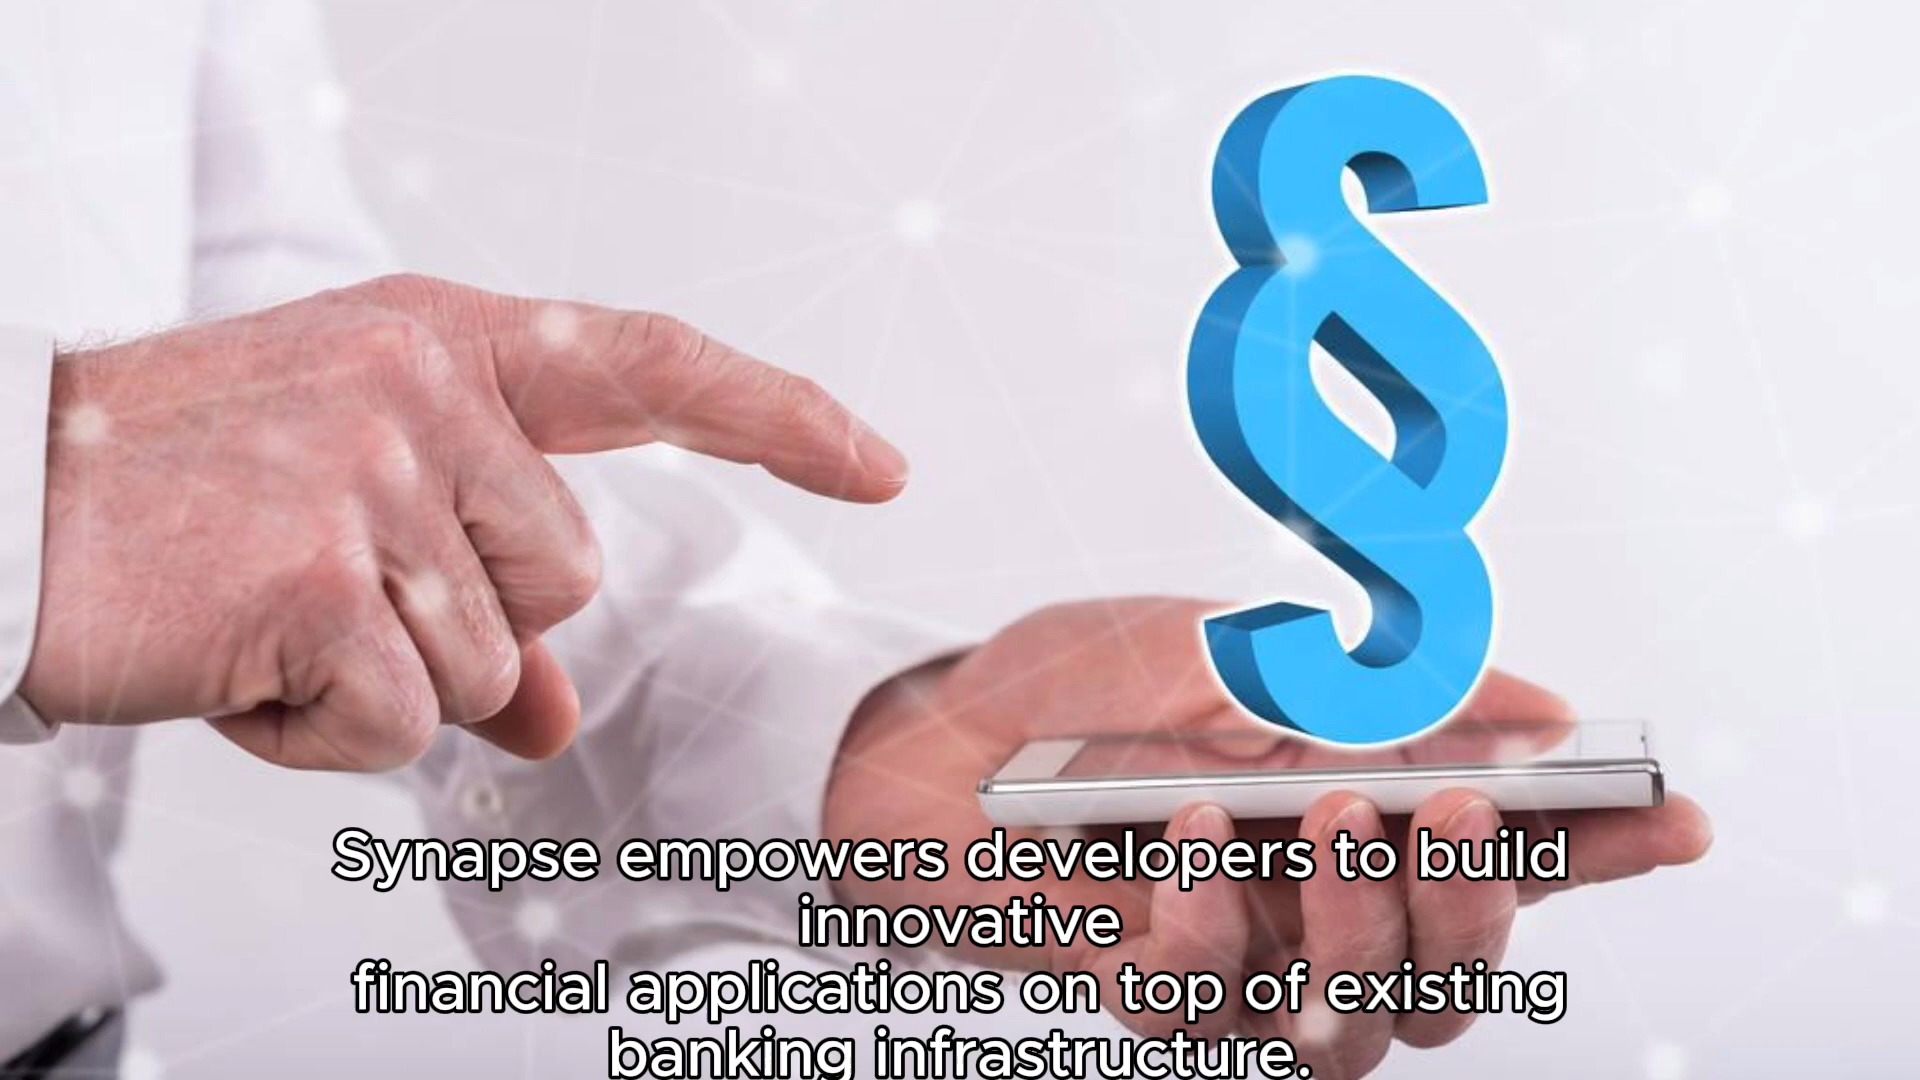 §
Synapse empowers developers to build
innovative
financial applications on top of existing
banking infrastructure.